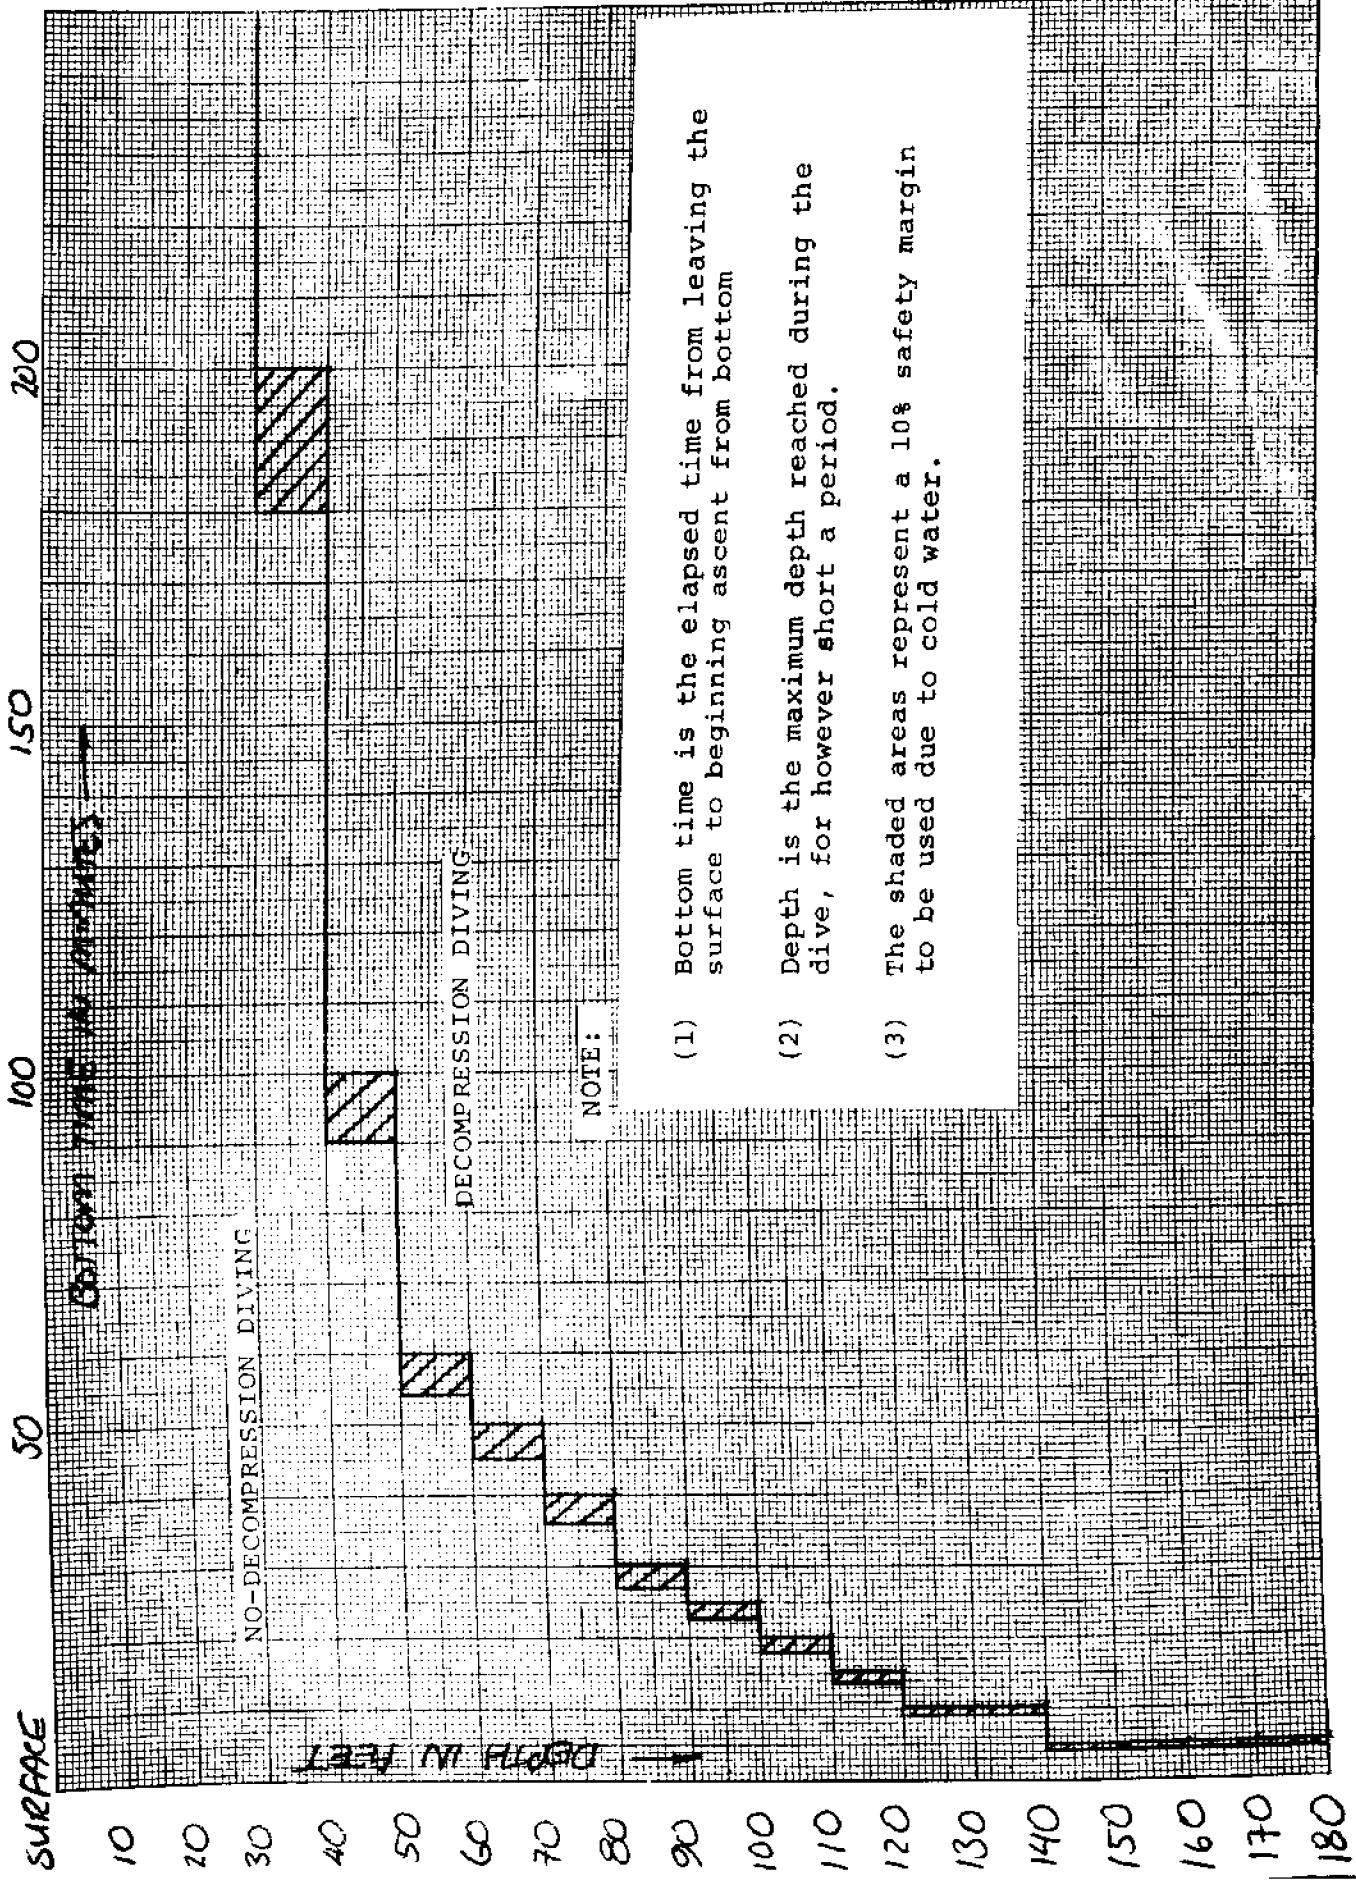 SURFACE
50
100
150
200
BOTTOM TIME IN MINUTES
10
20
30
40
50
60
70
80
90
100
110
120
130
140
150
160
170
180
DEPTH IN FEET
NO-DECOMPRESSION DIVING
DECOMPRESSION DIVING
NOTE:
(1) Bottom time is the elapsed time from leaving the
surface to beginning ascent from bottom
(2) Depth is the maximum depth reached during the
dive, for however short a period.
(3) The shaded areas represent a 10% safety margin
to be used due to cold water.